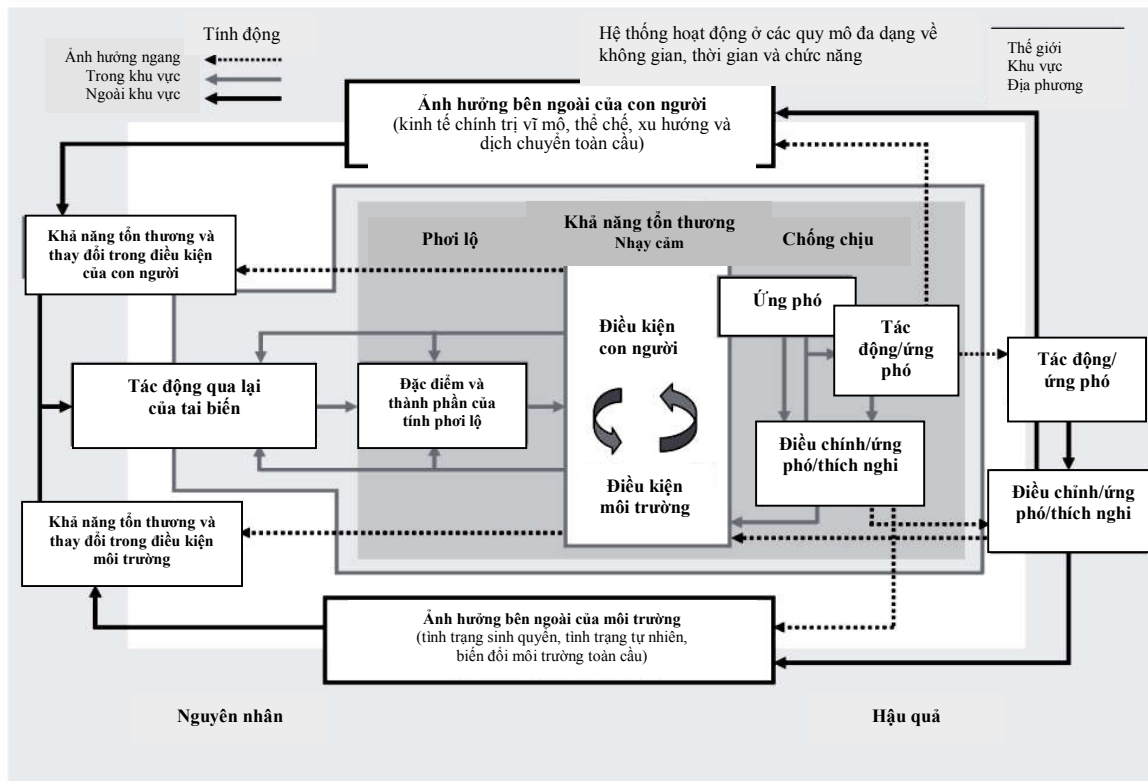 Tính động
Ảnh hưởng ngang
Trong khu vực
Ngoài khu vực
Hệ thống hoạt động ở các quy mô đa dạng về
không gian, thời gian và chức năng
Thế giới
Khu vực
Địa phương
Ảnh hưởng bên ngoài của con người
(kinh tế chính trị vĩ mô, thể chế, xu hướng và
dịch chuyển toàn cầu)
Khả năng tổn thương và
thay đổi trong điều kiện
của con người
Phơi lộ
Khả năng tổn thương
Nhạy cảm
Chống chịu
Ứng phó
Điều kiện
con người
Tác
động/ứng
phó
Tác động/
ứng phó
Tác động qua lại
của tai biến
Đặc điểm và
thành phần của
tính phơi lộ
Điều chính/ứng
phó/thích nghi
Điều kiện
môi trường
Điều chỉnh/ứng
phó/thích nghi
Khả năng tổn thương và
thay đổi trong điều kiện
môi trường
Ảnh hưởng bên ngoài của môi trường
(tình trạng sinh quyển, tình trạng tự nhiên,
biến đổi môi trường toàn cầu)
Nguyên nhân
Hậu quả